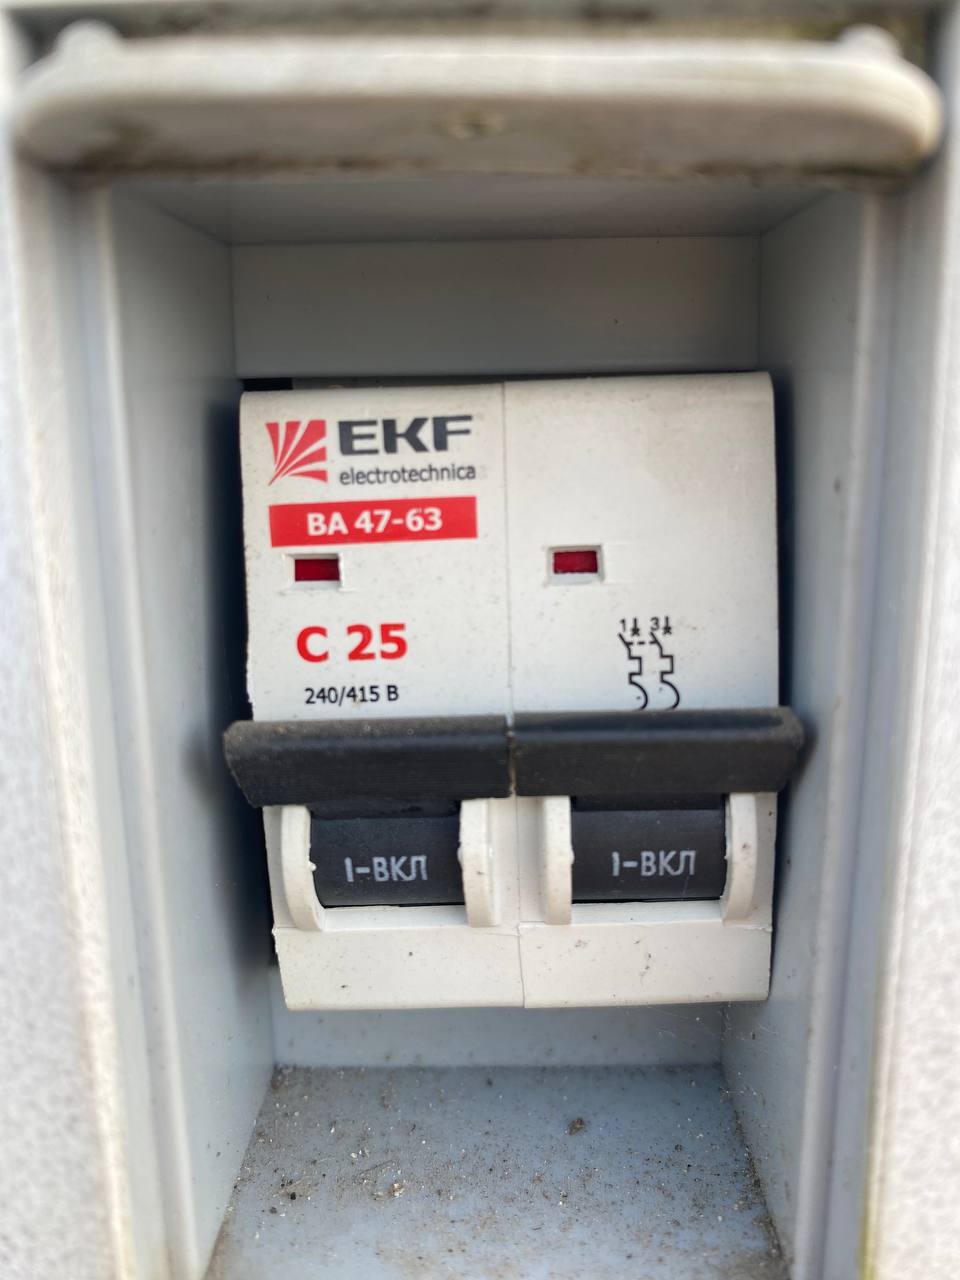 EKF
electrotechnica
ВА 47-63
C 25
240/415 В
1 3
I-ВКЛ
I-ВКЛ